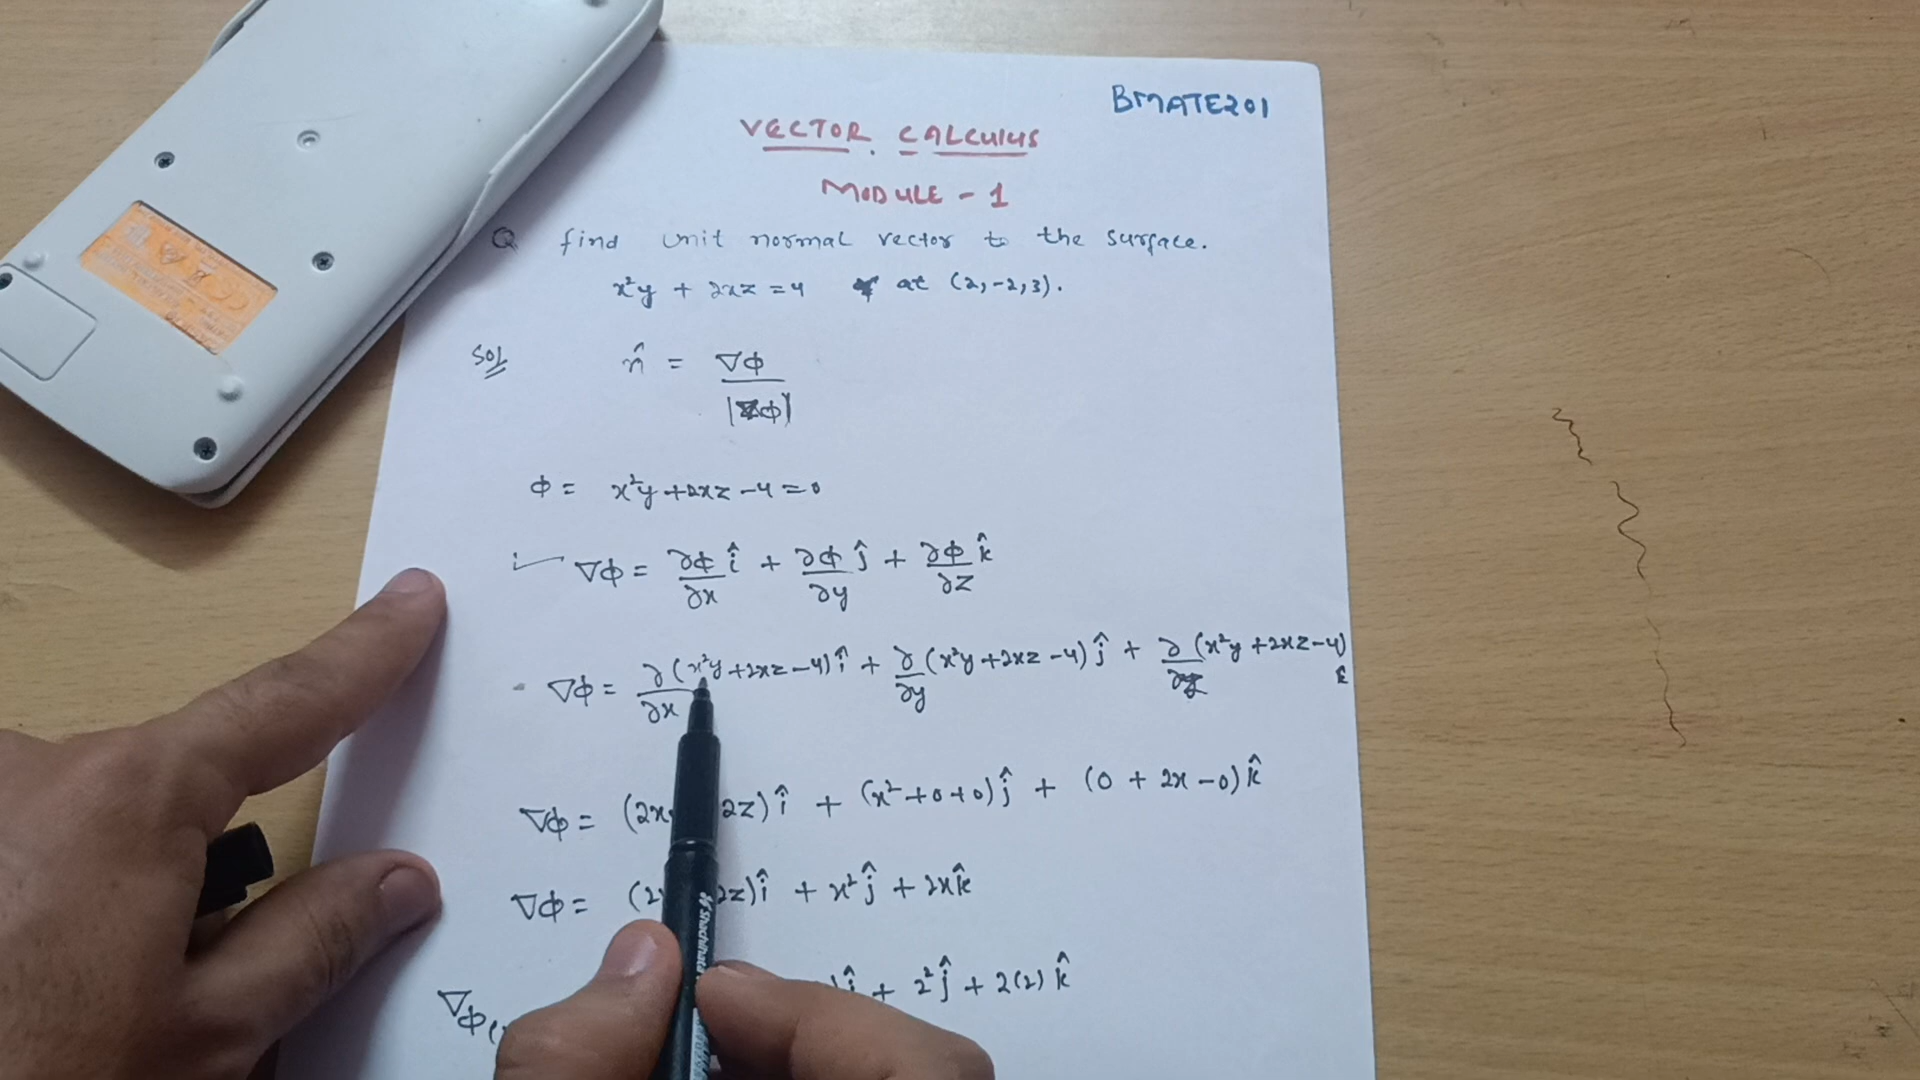 BMATE201
VECTOR CALCULUS
MODULE - 1
Q find unit normal vector to the surface.
x²y + 2xz = 4 at (2,-2,3).
Sol n̂ = ∇φ / |∇φ|
φ = x²y + 2xz - 4 = 0
∇φ = ∂φ/∂x î + ∂φ/∂y ĵ + ∂φ/∂z k̂
∇φ = ∂/∂x (x²y + 2xz - 4) î + ∂/∂y (x²y + 2xz - 4) ĵ + ∂/∂z (x²y + 2xz - 4) k̂
∇φ = (2x 2z) î + (x² + 0 + 0) ĵ + (0 + 2x - 0) k̂
∇φ = (2 2z) î + x² ĵ + 2x k̂
∇φ( ) î + 2² ĵ + 2(2) k̂
Shachihata